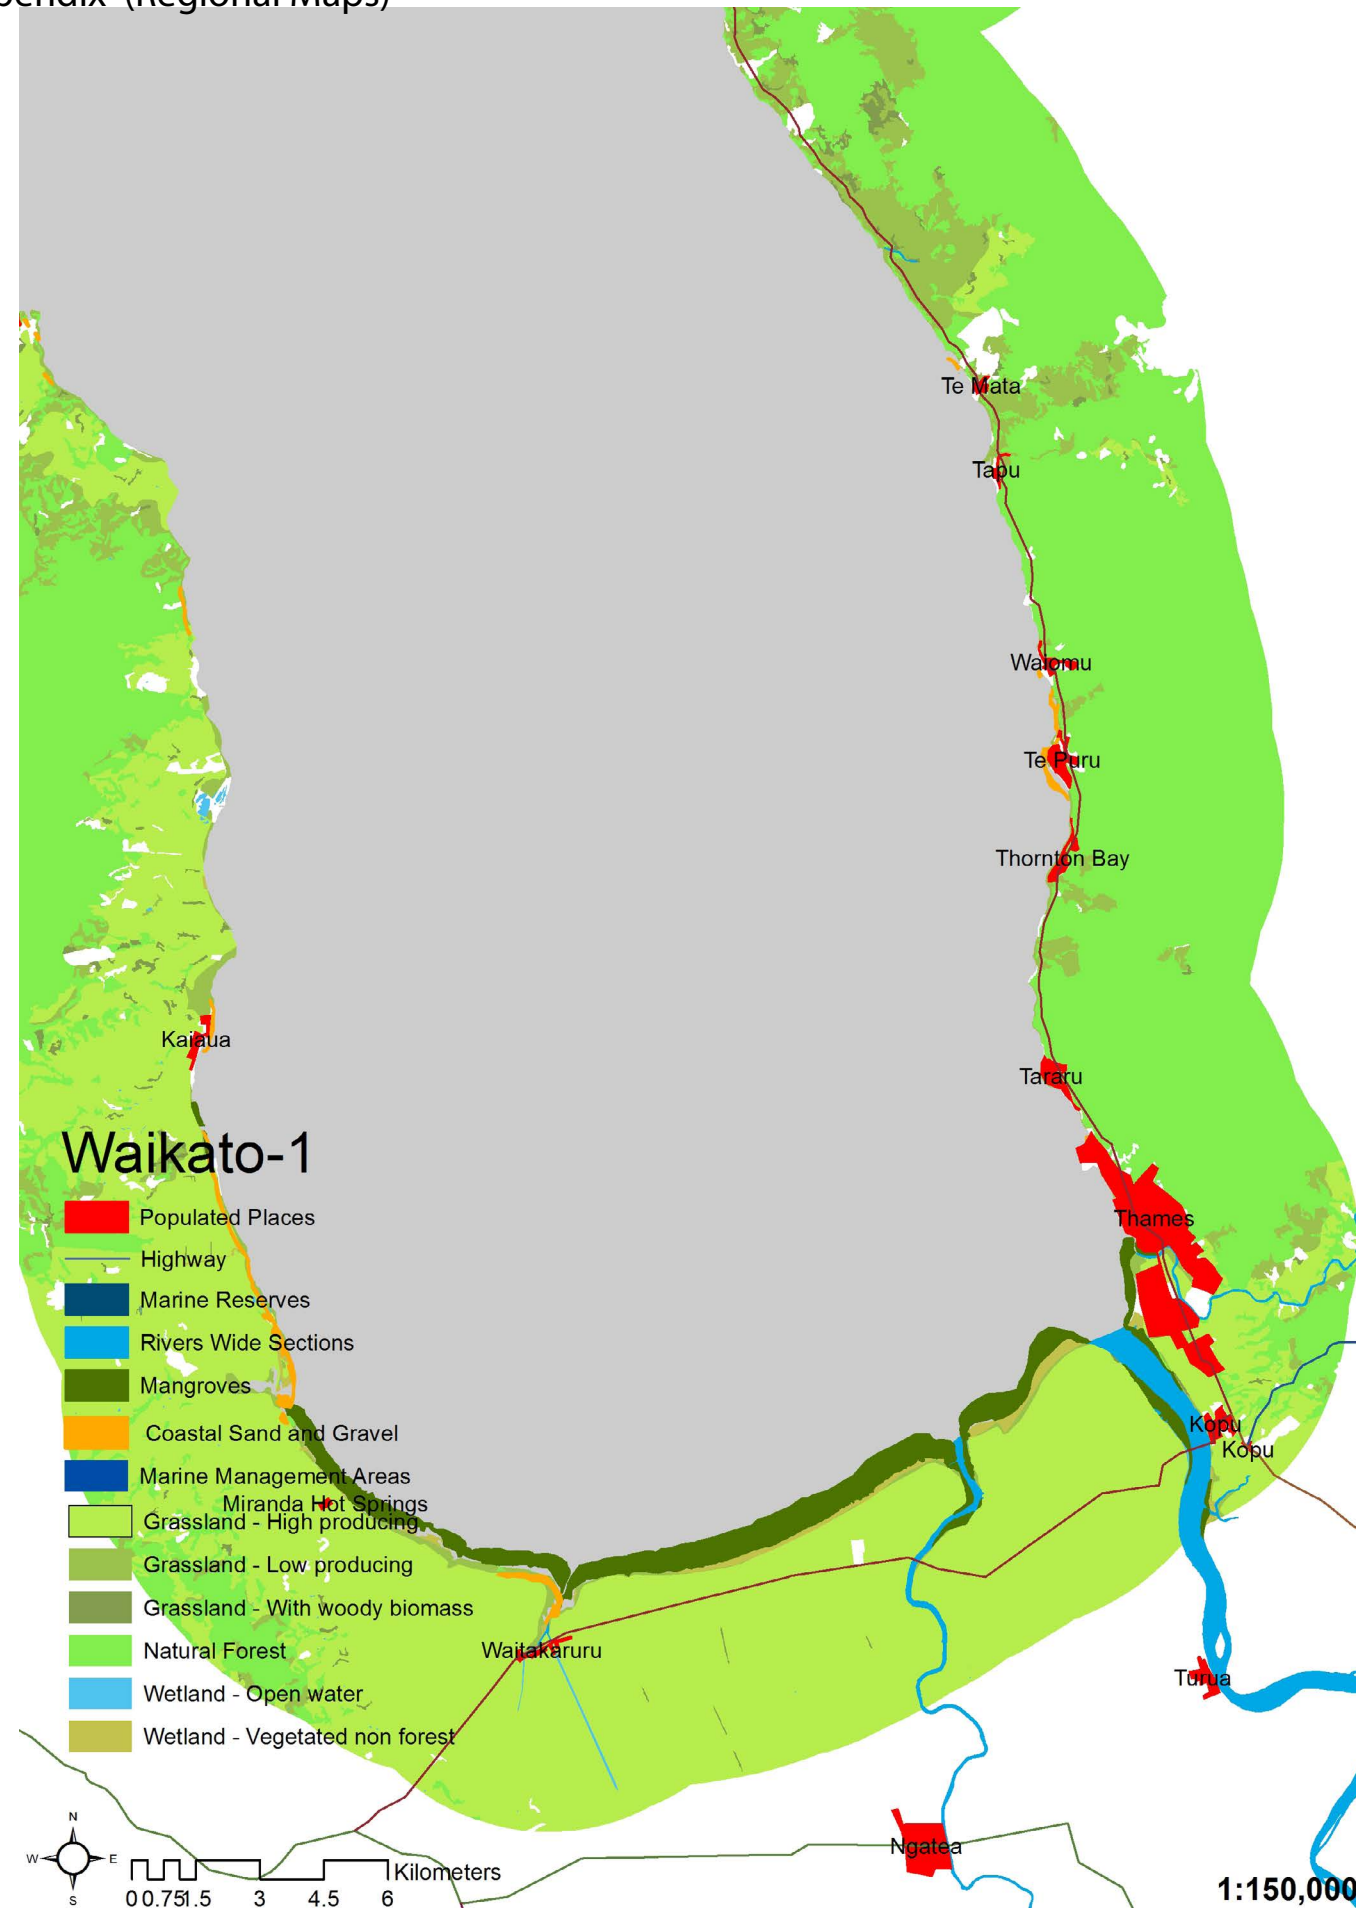 pendix (Regional Maps)
Te Mata
Tapu
Waiomu
Te Puru
Thornton Bay
Kaiaua
Tararu
Waikato-1
Populated Places
Thames
Highway
Marine Reserves
Rivers Wide Sections
Mangroves
Kopu
Coastal Sand and Gravel
Kopu
Marine Management Areas
Miranda Hot Springs
Grassland - High producing
Grassland - Low producing
Grassland - With woody biomass
Natural Forest
Waitakaruru
Turua
Wetland - Open water
Wetland - Vegetated non forest
N
W E
S
Ngatea
Kilometers
0 0.75 1.5 3 4.5 6
1:150,000